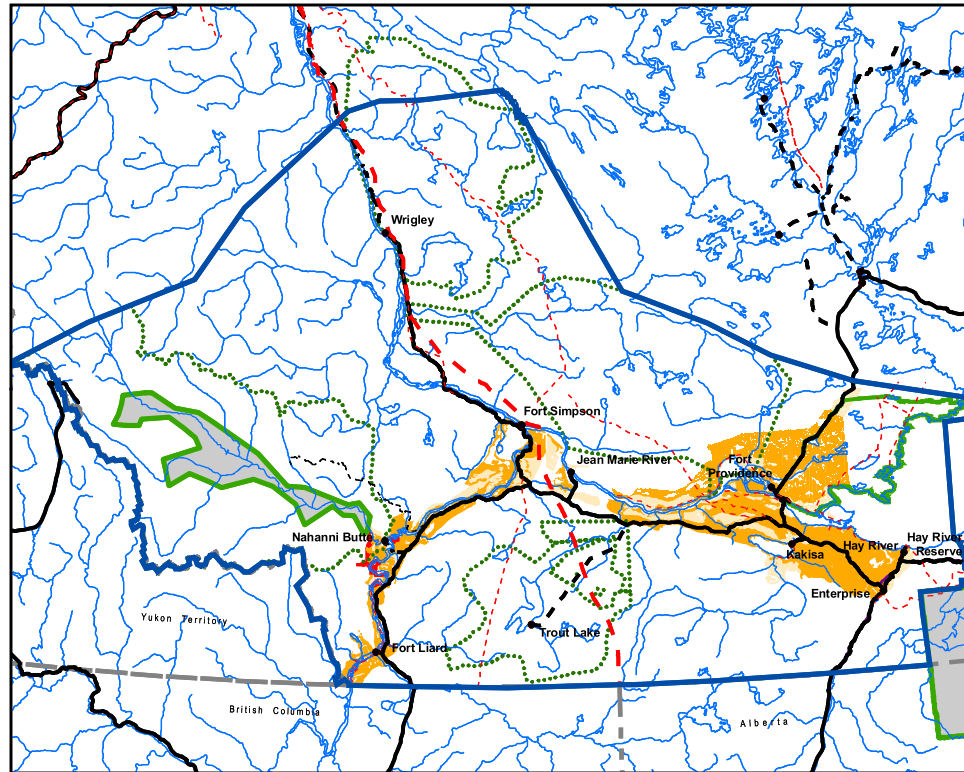 Wrigley
Fort Simpson
Jean Marie River
Fort
Providence
Nahanni Butte
Hay River
Hay River
Reserve
Kakisa
Enterprise
Yukon Territory
Trout Lake
Fort Liard
British Columbia
Alberta